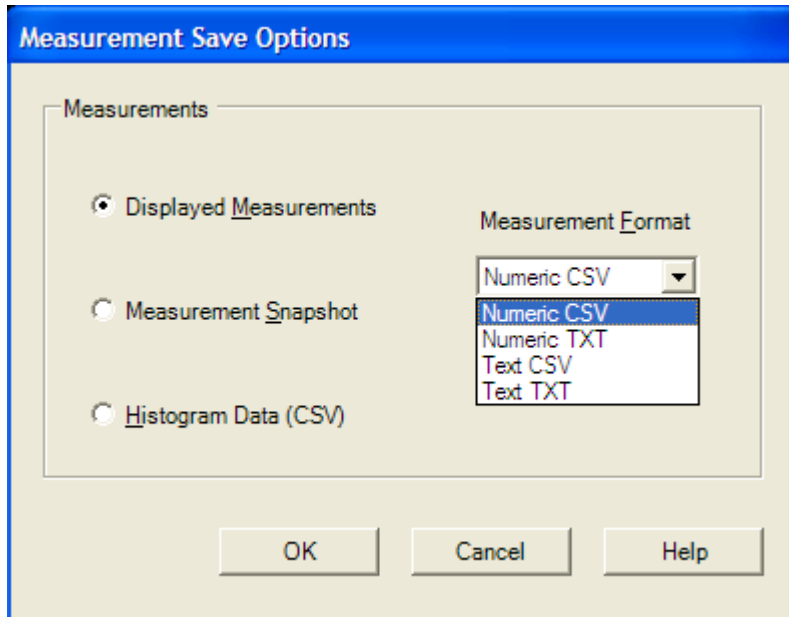 Measurement Save Options
Measurements
Displayed Measurements
Measurement Format
Numeric CSV
Numeric CSV
Numeric TXT
Text CSV
Text TXT
Measurement Snapshot
Histogram Data (CSV)
OK
Cancel
Help